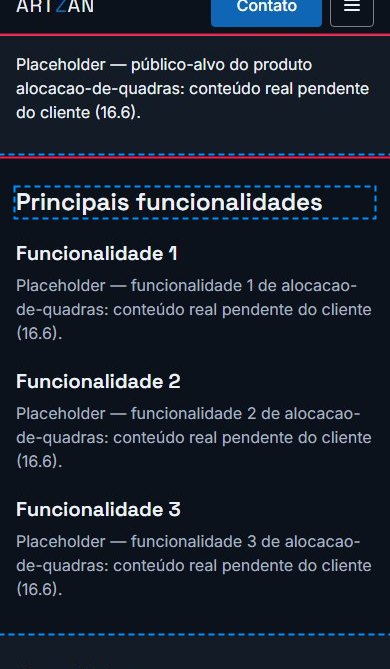 ARTZAN
Contato
Placeholder — público-alvo do produto
alocacao-de-quadras: conteúdo real pendente
do cliente (16.6).
Principais funcionalidades
Funcionalidade 1
Placeholder — funcionalidade 1 de alocacao-
de-quadras: conteúdo real pendente do cliente
(16.6).
Funcionalidade 2
Placeholder — funcionalidade 2 de alocacao-
de-quadras: conteúdo real pendente do cliente
(16.6).
Funcionalidade 3
Placeholder — funcionalidade 3 de alocacao-
de-quadras: conteúdo real pendente do cliente
(16.6).